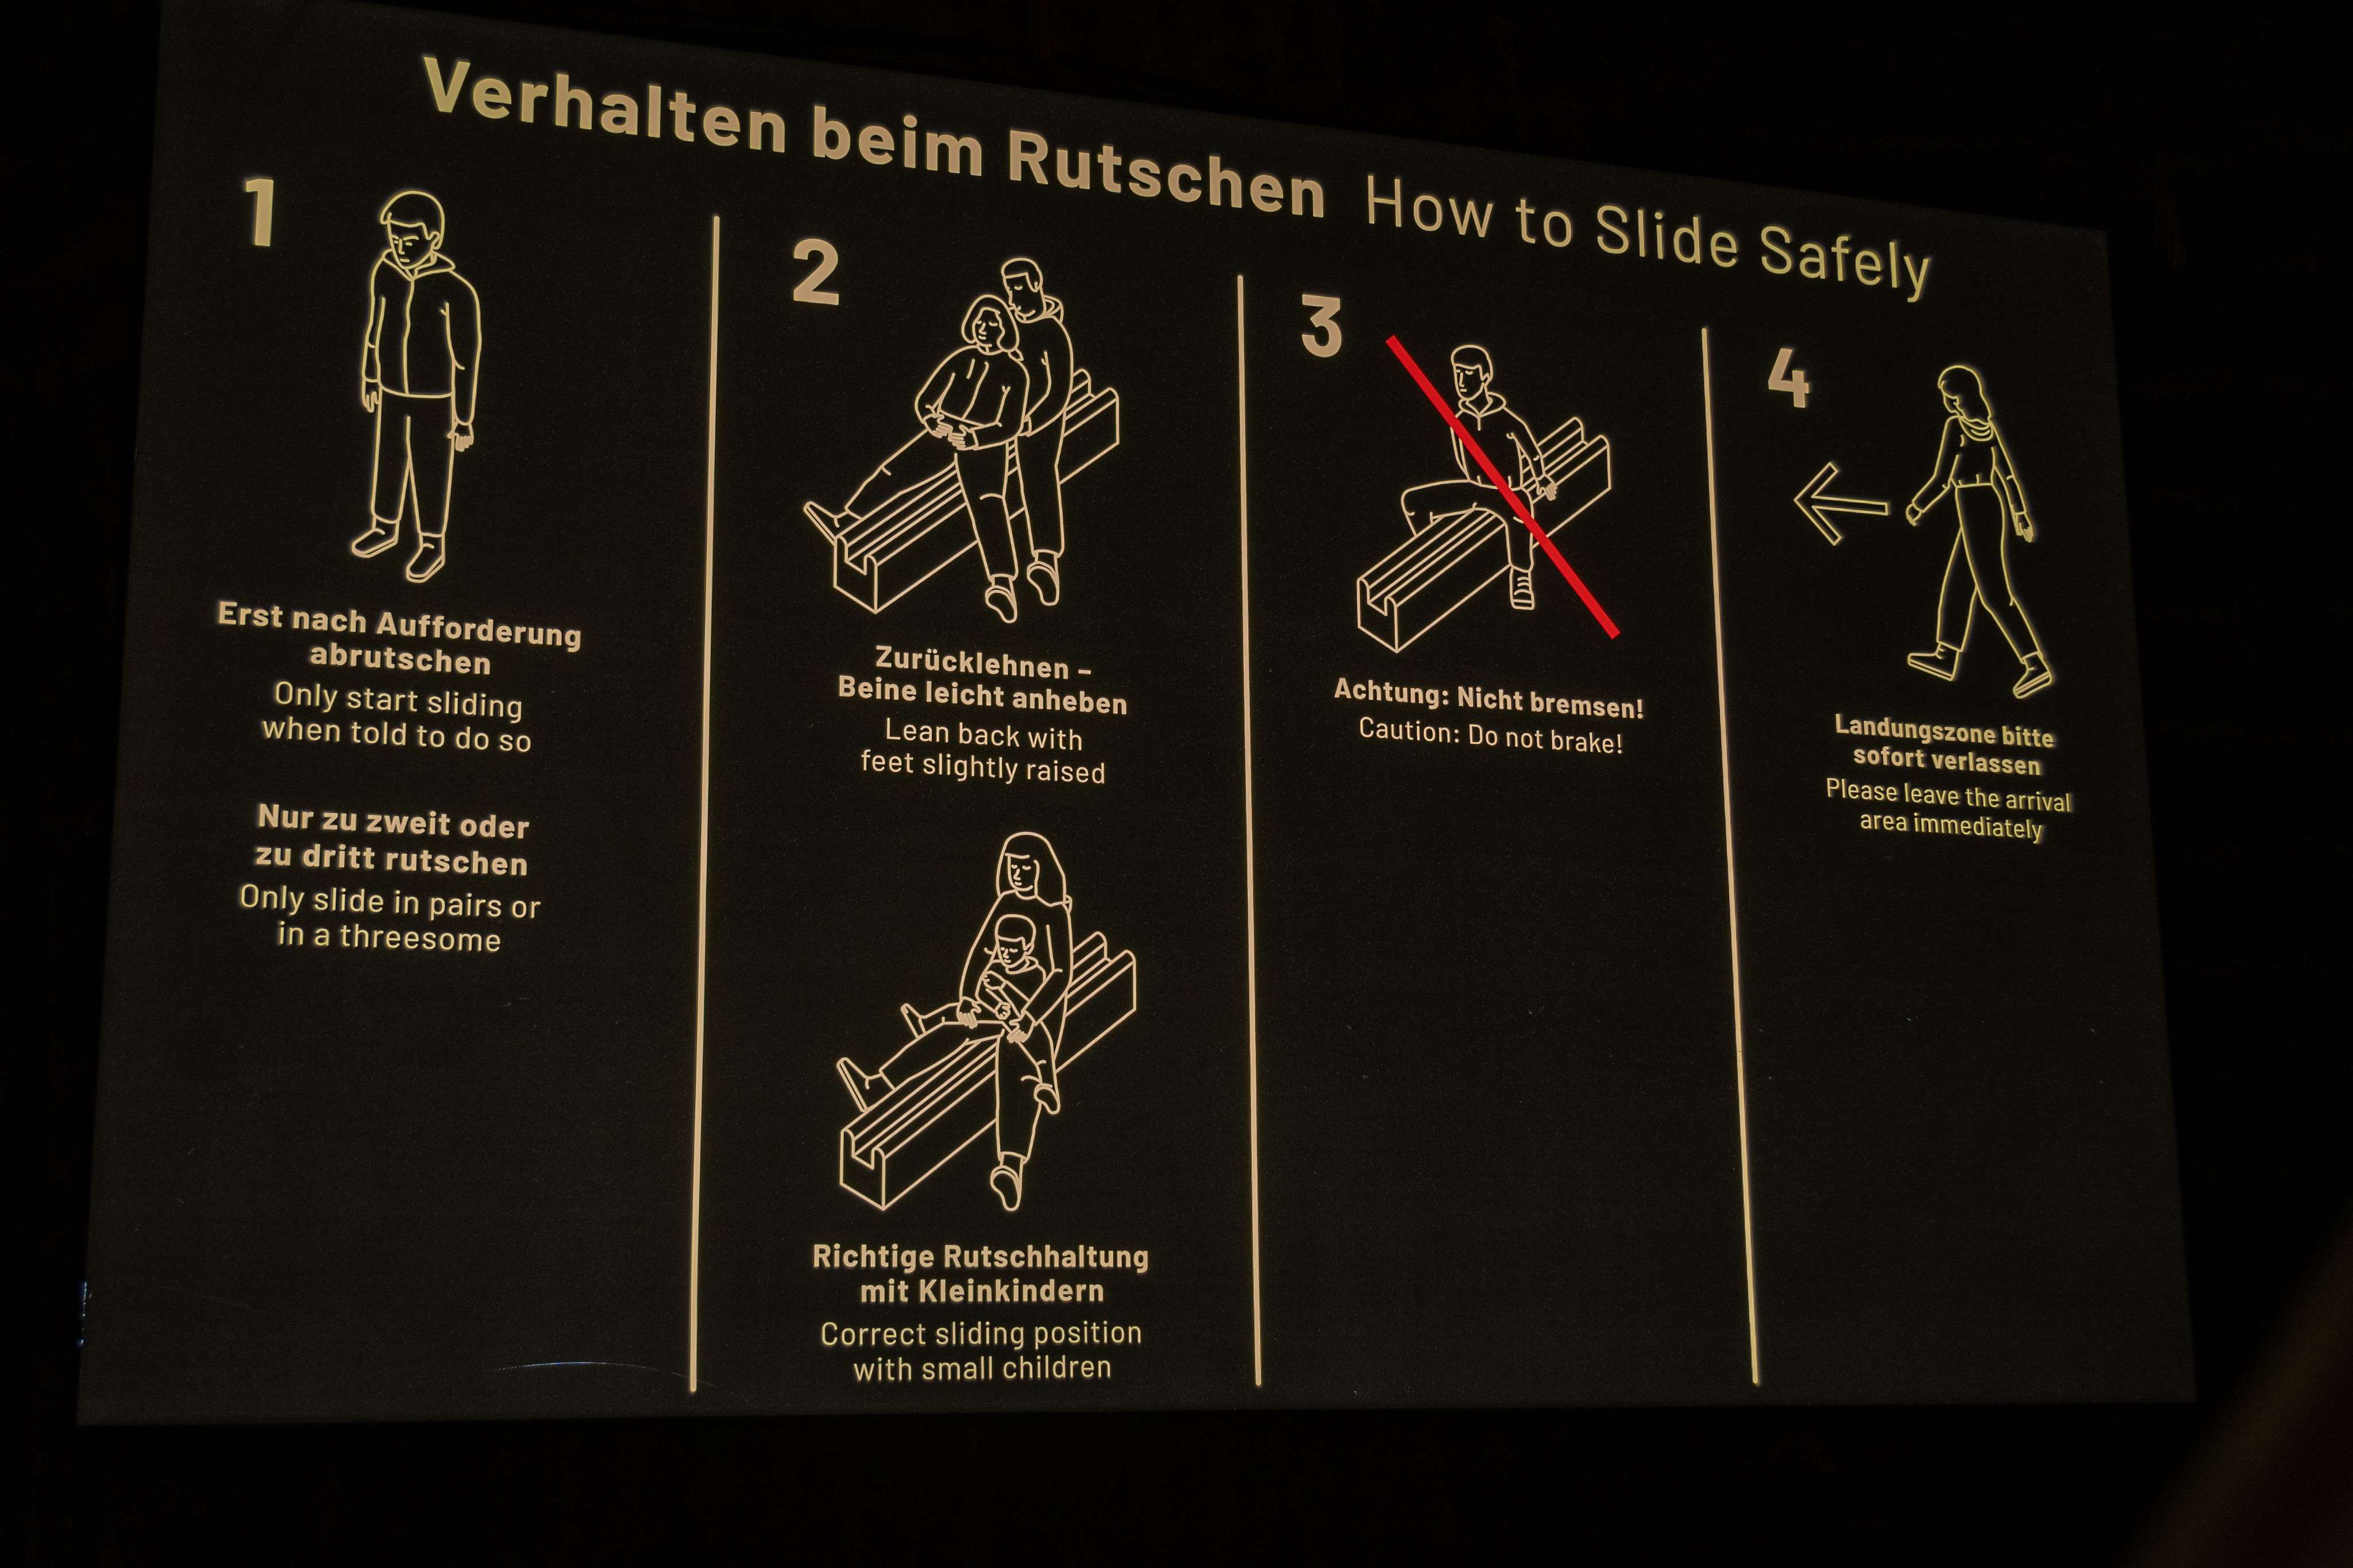 Verhalten beim Rutschen How to Slide Safely
1
Erst nach Aufforderung
abrutschen
Only start sliding
when told to do so
Nur zu zweit oder
zu dritt rutschen
Only slide in pairs or
in a threesome
2
Zurücklehnen –
Beine leicht anheben
Lean back with
feet slightly raised
Richtige Rutschhaltung
mit Kleinkindern
Correct sliding position
with small children
3
Achtung: Nicht bremsen!
Caution: Do not brake!
4
Landungszone bitte
sofort verlassen
Please leave the arrival
area immediately